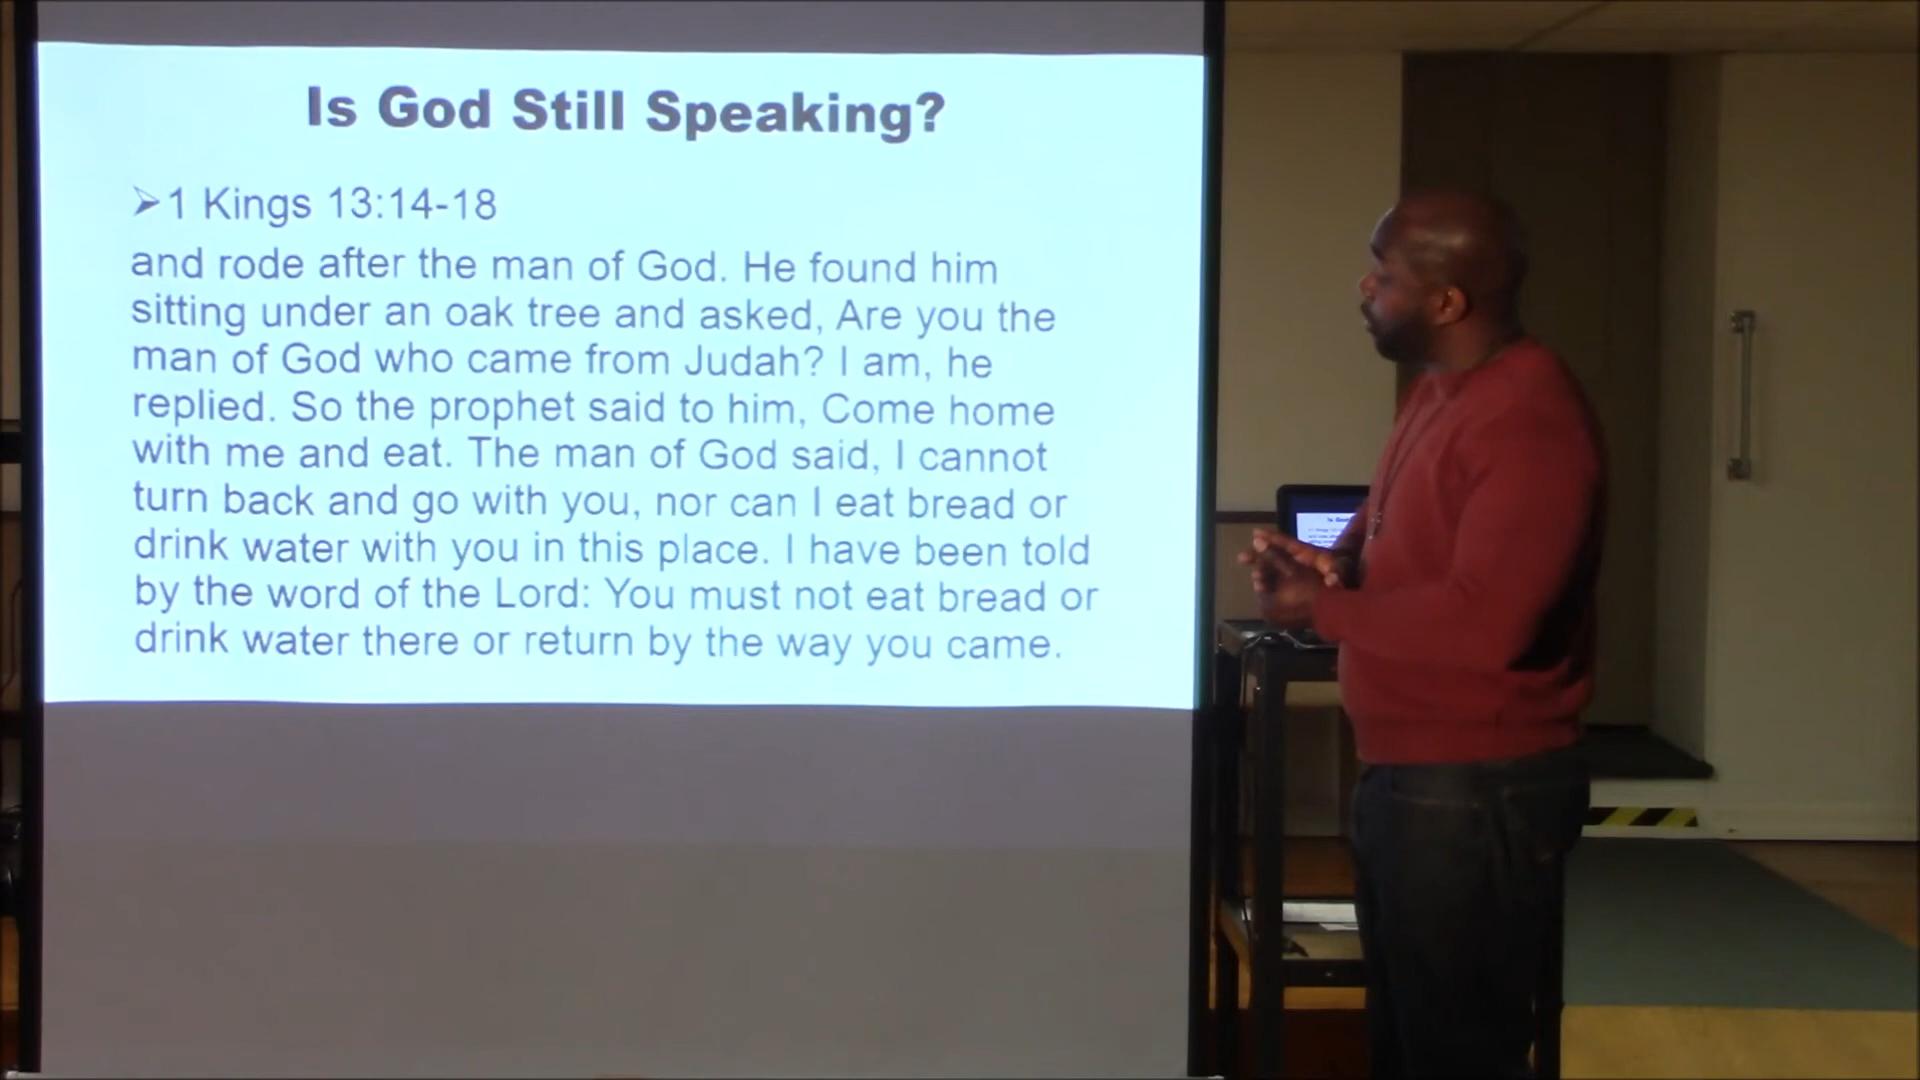 Is God Still Speaking?
➢1 Kings 13:14-18
and rode after the man of God. He found him
sitting under an oak tree and asked, Are you the
man of God who came from Judah? I am, he
replied. So the prophet said to him, Come home
with me and eat. The man of God said, I cannot
turn back and go with you, nor can I eat bread or
drink water with you in this place. I have been told
by the word of the Lord: You must not eat bread or
drink water there or return by the way you came.